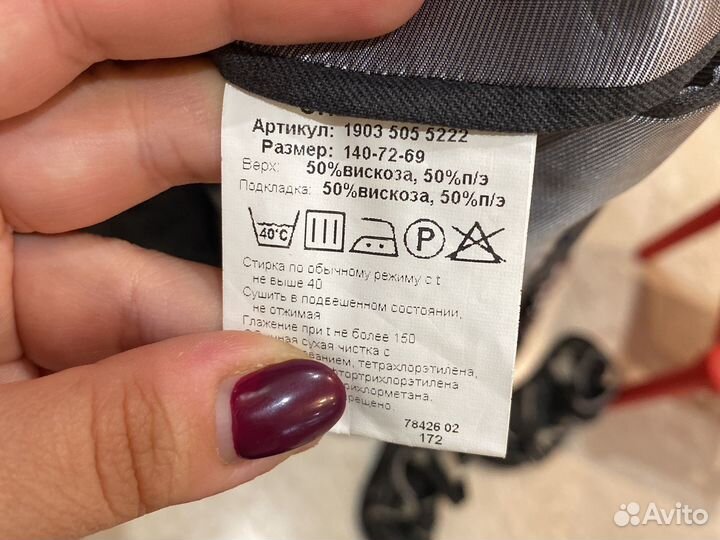 Артикул: 1903 505 5222
Размер: 140-72-69
Верх: 50%вискоза, 50%п/э
Подкладка: 50%вискоза, 50%п/э
40°C P
Стирка по обычному режиму с t
не выше 40
Сушить в подвешенном состоянии,
не отжимая
Глажение при t не более 150
сухая чистка с
тетрахлорэтилена,
78426 02
172
Avito